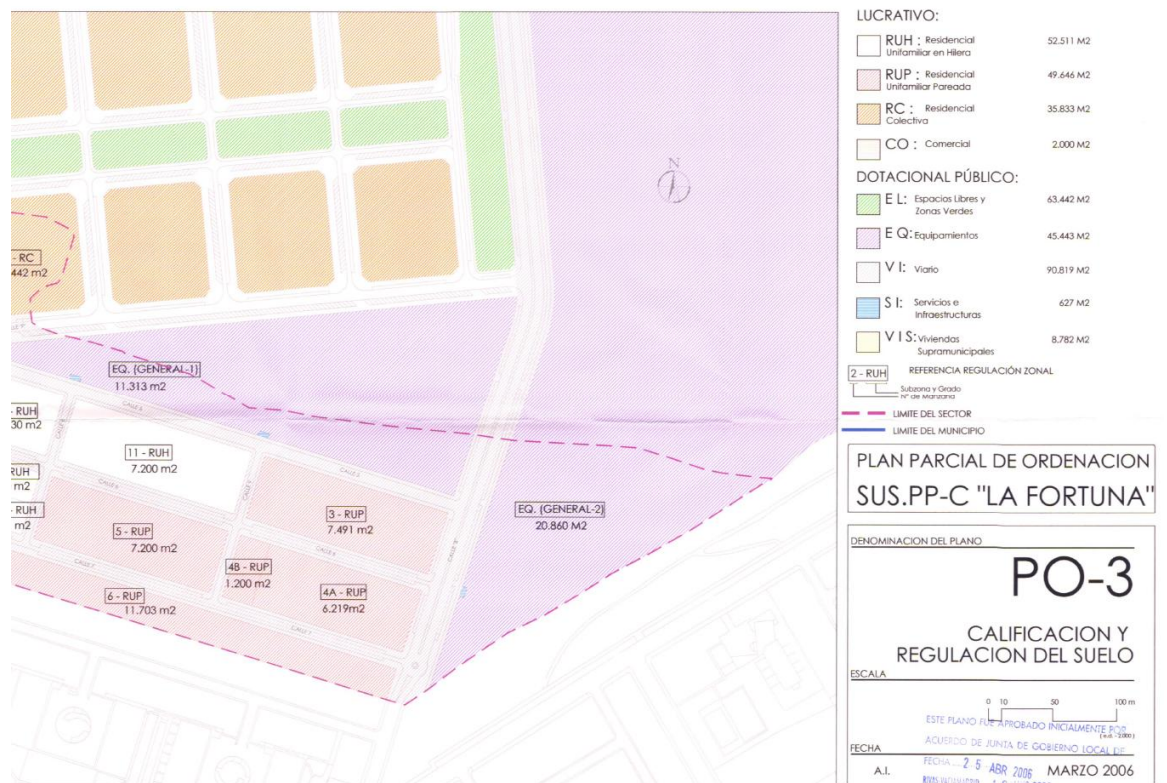 LUCRATIVO:
RUH : Residencial
Unifamiliar en Hilera
52.511 M2
RUP : Residencial
Unifamiliar Pareada
49.646 M2
RC : Residencial
Colectiva
35.833 M2
CO : Comercial
2.000 M2
DOTACIONAL PÚBLICO:
E L: Espacios Libres y
Zonas Verdes
63.442 M2
E Q: Equipamientos
45.443 M2
V I: Viario
90.819 M2
S I: Servicios e
Infraestructuras
627 M2
V I S: Viviendas
Supramunicipales
8.782 M2
2 - RUH REFERENCIA REGULACIÓN ZONAL
Subzona y Grado
Nº de Manzana
LIMITE DEL SECTOR
LIMITE DEL MUNICIPIO
PLAN PARCIAL DE ORDENACION
SUS.PP-C "LA FORTUNA"
DENOMINACION DEL PLANO
PO-3
CALIFICACION Y
REGULACION DEL SUELO
ESCALA
0 10 50 100 m
ESTE PLANO FUE APROBADO INICIALMENTE POR
ACUERDO DE JUNTA DE GOBIERNO LOCAL DE
FECHA 25 ABR 2006
FECHA
A.I. MARZO 2006
N
- RC
442 m2
EQ. (GENERAL-1)
11.313 m2
- RUH
30 m2
11 - RUH
7.200 m2
RUH
m2
- RUH
m2
3 - RUP
7.491 m2
EQ. (GENERAL-2)
20.860 M2
5 - RUP
7.200 m2
4B - RUP
1.200 m2
4A - RUP
6.219m2
6 - RUP
11.703 m2
CALLE 6
CALLE 7
CALLE 7